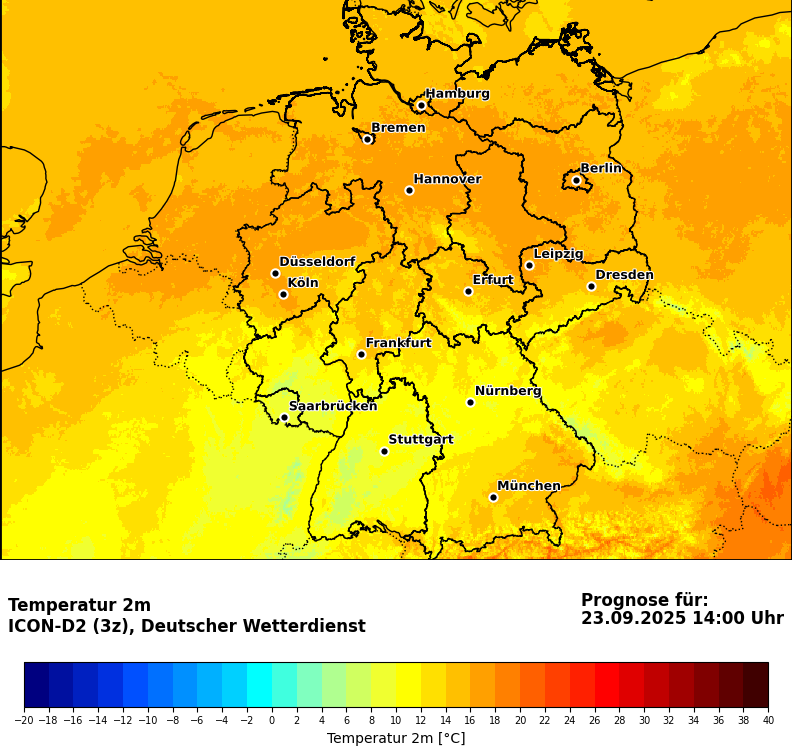 Hamburg
Bremen
Berlin
Hannover
Leipzig
Düsseldorf
Dresden
Köln
Erfurt
Frankfurt
Nürnberg
Saarbrücken
Stuttgart
München
Temperatur 2m
ICON-D2 (3z), Deutscher Wetterdienst
Prognose für:
23.09.2025 14:00 Uhr
−20 −18 −16 −14 −12 −10 −8 −6 −4 −2 0 2 4 6 8 10 12 14 16 18 20 22 24 26 28 30 32 34 36 38 40
Temperatur 2m [°C]